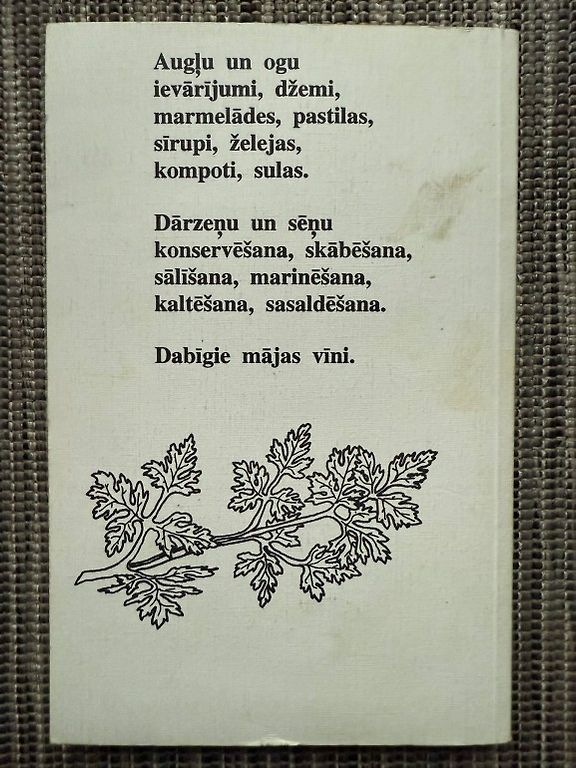 Augļu un ogu
ievārījumi, džemi,
marmelādes, pastilas,
sīrupi, želejas,
kompoti, sulas.
Dārzeņu un sēņu
konservēšana, skābēšana,
sālīšana, marinēšana,
kaltēšana, sasaldēšana.
Dabīgie mājas vīni.